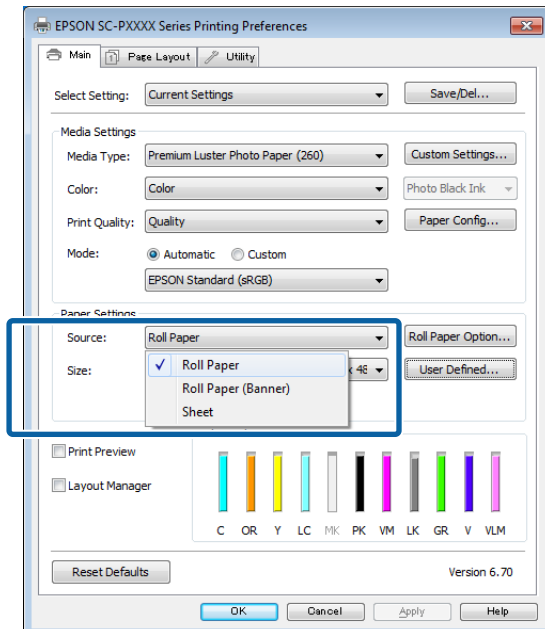 EPSON SC-PXXXX Series Printing Preferences
Main Page Layout Utility
Select Setting: Current Settings Save/Del...
Media Settings
Media Type: Premium Luster Photo Paper (260) Custom Settings...
Color: Color Photo Black Ink
Print Quality: Quality Paper Config...
Mode: Automatic Custom
EPSON Standard (sRGB)
Paper Settings
Source: Roll Paper Roll Paper Option...
Roll Paper
Size: x 48 User Defined...
Roll Paper (Banner)
Sheet
Print Preview
Layout Manager
C OR Y LC MK PK VM LK GR V VLM
Reset Defaults Version 6.70
OK Cancel Apply Help